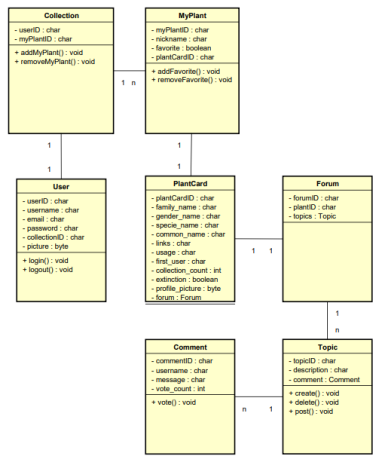 Collection
- userID : char
- myPlantID : char
+ addMyPlant() : void
+ removeMyPlant() : void
1 n
MyPlant
- myPlantID : char
- nickname : char
- favorite : boolean
- plantCardID : char
+ addFavorite() : void
+ removeFavorite() : void
1
1
1
1
User
- userID : char
- username : char
- email : char
- password : char
- collectionID : char
- picture : byte
+ login() : void
+ logout() : void
PlantCard
- plantCardID : char
- family_name : char
- gender_name : char
- specie_name : char
- common_name : char
- links : char
- usage : char
- first_user : char
- collection_count : int
- extinction : boolean
- profile_picture : byte
- forum : Forum
1 1
Forum
- forumID : char
- plantID : char
- topics : Topic
1
n
Comment
- commentID : char
- username : char
- message : char
- vote_count : int
+ vote() : void
n 1
Topic
- topicID : char
- description : char
- comment : Comment
+ create() : void
+ delete() : void
+ post() : void